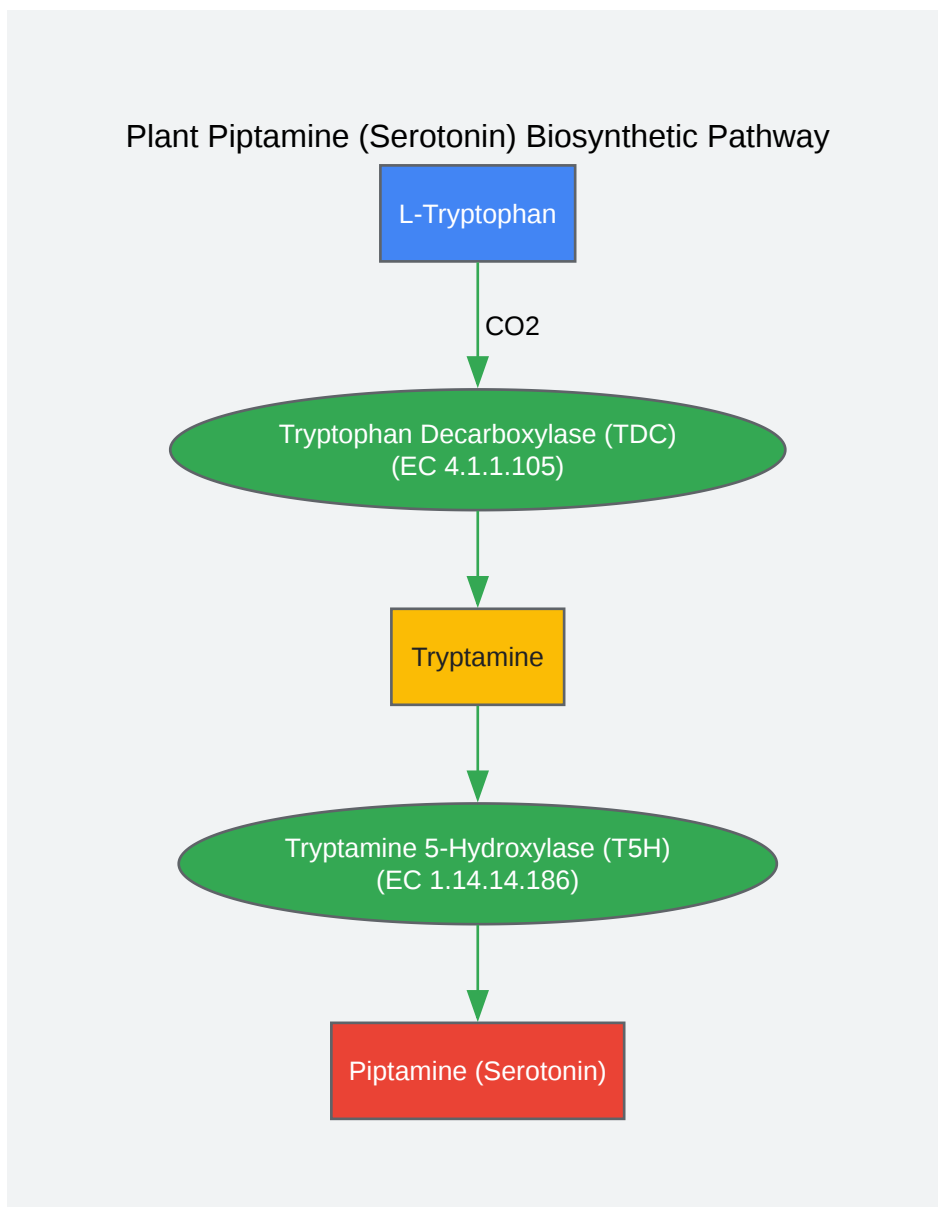 Plant Piptamine (Serotonin) Biosynthetic Pathway
L-Tryptophan
CO2
Tryptophan Decarboxylase (TDC)
(EC 4.1.1.105)
Tryptamine
Tryptamine 5-Hydroxylase (T5H)
(EC 1.14.14.186)
Piptamine (Serotonin)